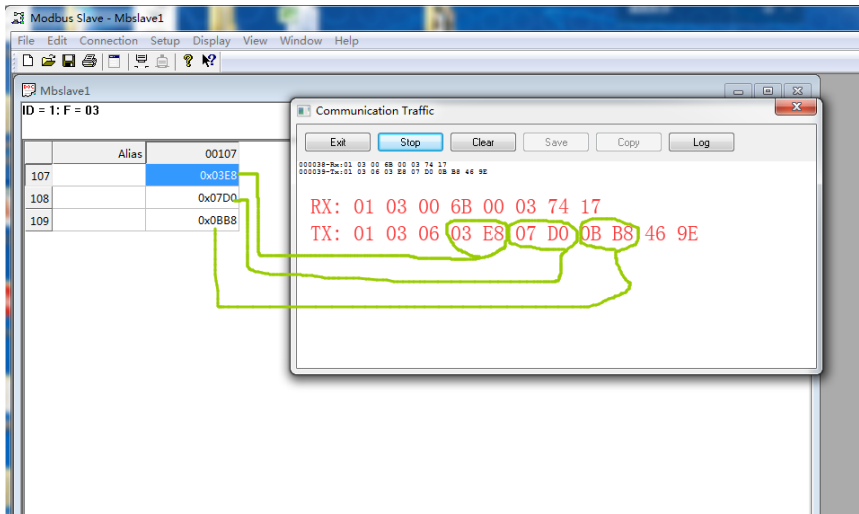 Modbus Slave - Mbslave1
File Edit Connection Setup Display View Window Help
Mbslave1
ID = 1: F = 03
Communication Traffic
Exit Stop Clear Save Copy Log
Alias 00107
107 0x03E8
108 0x07D0
109 0x0BB8
000038-Rx:01 03 00 6B 00 03 74 17
000039-Tx:01 03 06 03 E8 07 D0 0B B8 46 9E
RX: 01 03 00 6B 00 03 74 17
TX: 01 03 06 03 E8 07 D0 0B B8 46 9E